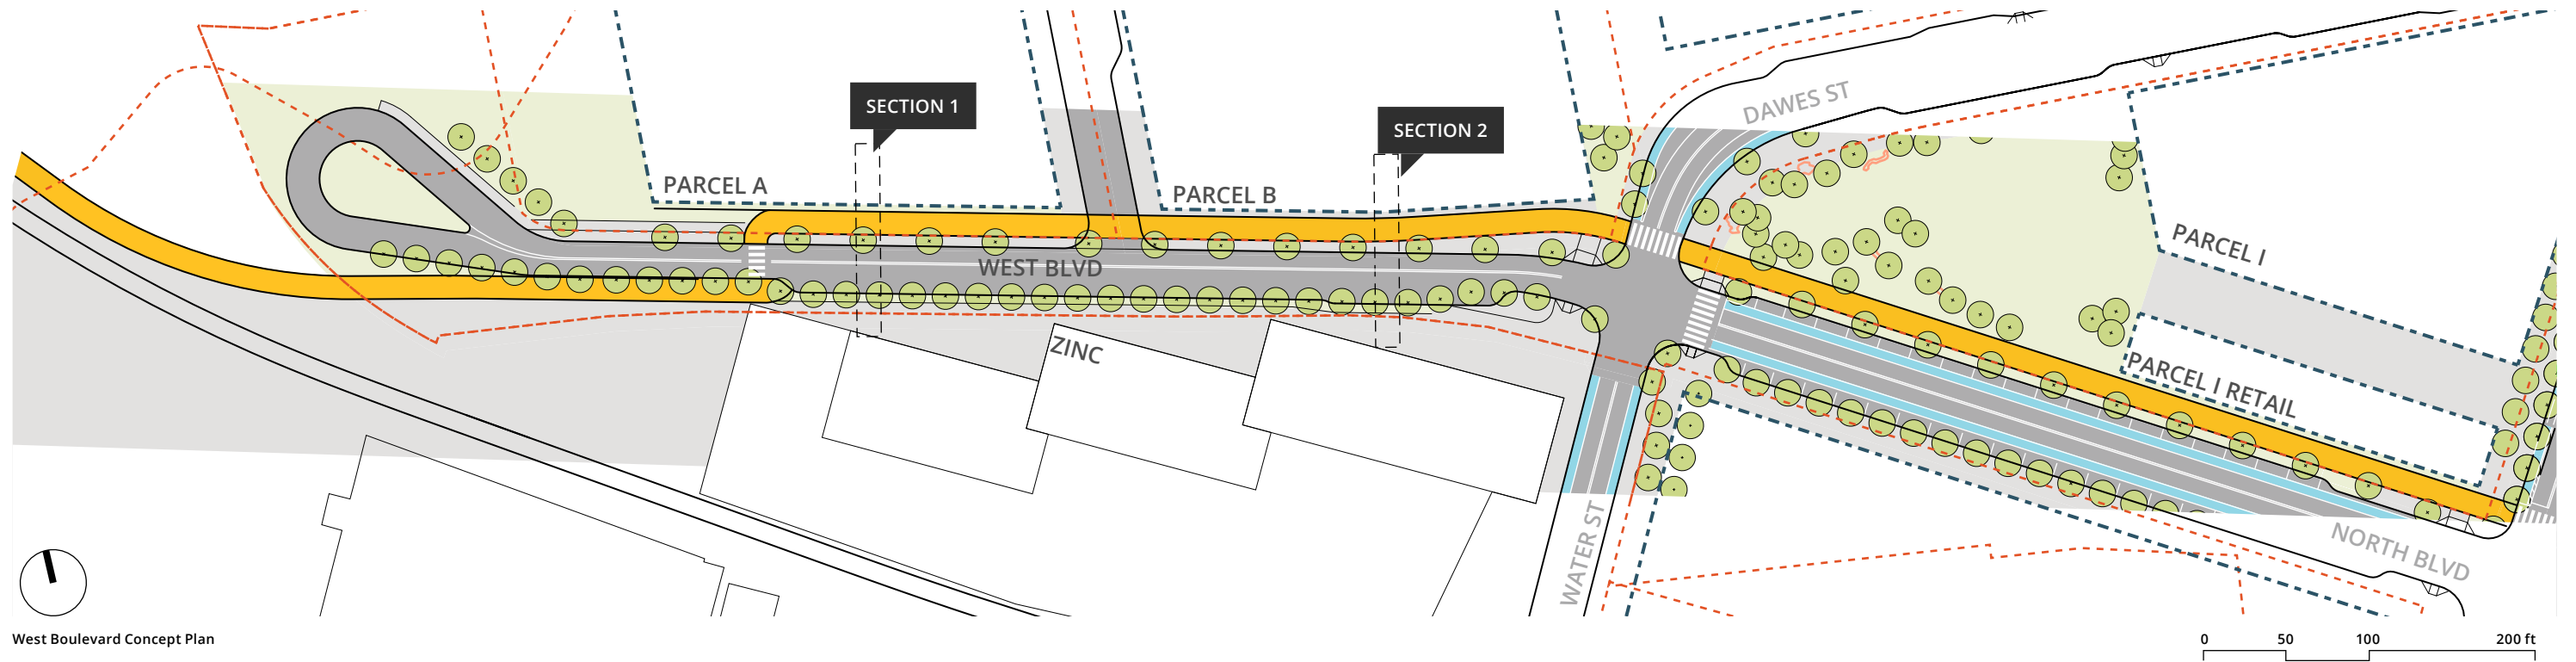 SECTION 1
SECTION 2
DAWES ST
PARCEL A
PARCEL B
PARCEL I
WEST BLVD
ZINC
PARCEL I RETAIL
WATER ST
NORTH BLVD
West Boulevard Concept Plan
0 50 100 200 ft